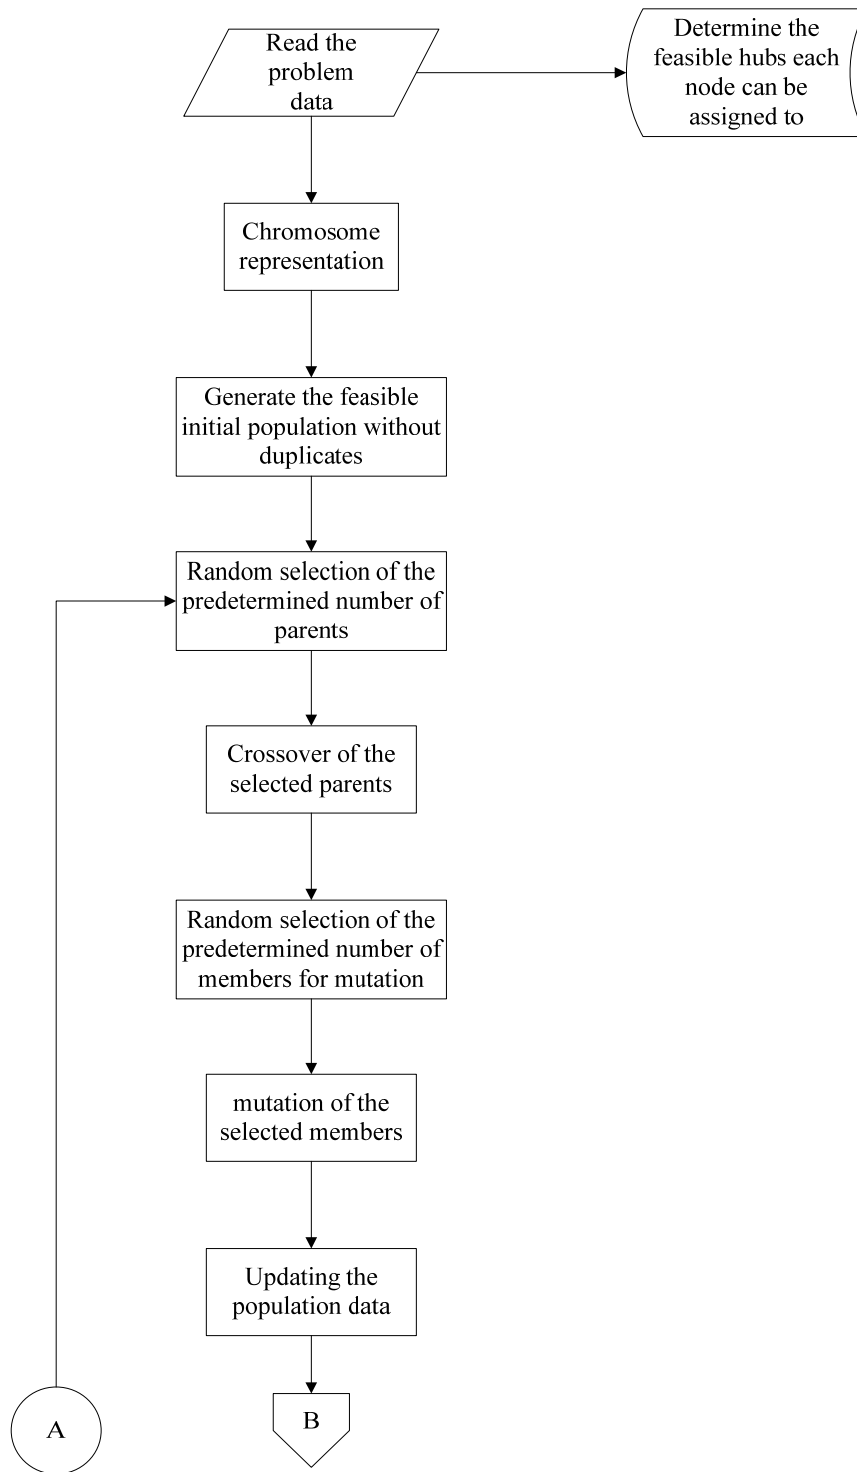 Read the
problem
data
Determine the
feasible hubs each
node can be
assigned to
Chromosome
representation
Generate the feasible
initial population without
duplicates
Random selection of the
predetermined number of
parents
Crossover of the
selected parents
Random selection of the
predetermined number of
members for mutation
mutation of the
selected members
Updating the
population data
A
B